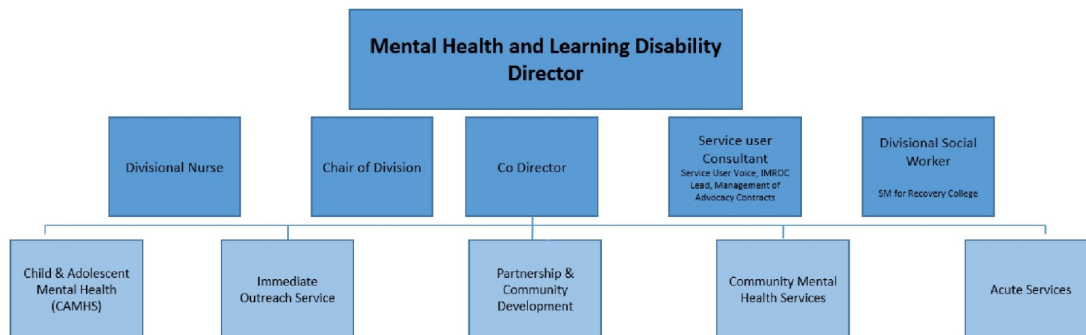 Mental Health and Learning Disability
Director
Divisional Nurse
Chair of Division
Co Director
Service user
Consultant
Service User Voice, IMROC
Lead, Management of
Advocacy Contracts
Divisional Social
Worker
SM for Recovery College
Child & Adolescent
Mental Health
(CAMHS)
Immediate
Outreach Service
Partnership &
Community
Development
Community Mental
Health Services
Acute Services